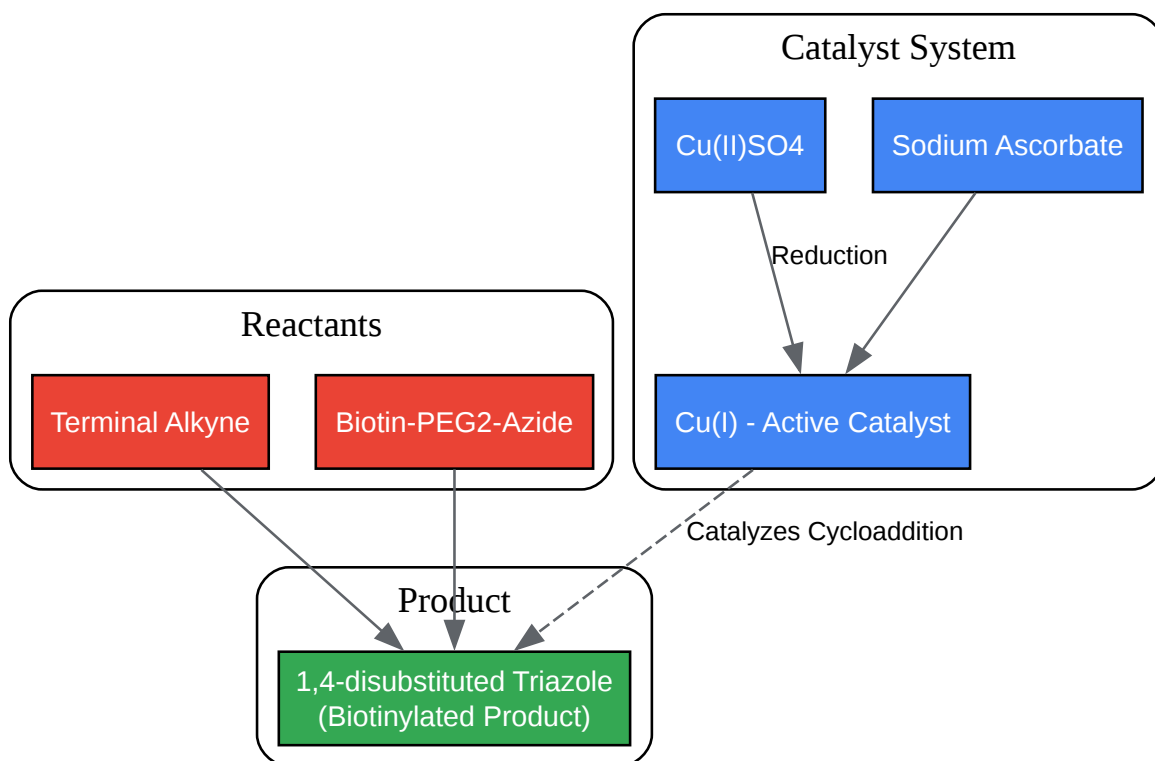 Catalyst System
Cu(II)SO4
Sodium Ascorbate
Reduction
Reactants
Terminal Alkyne
Biotin-PEG2-Azide
Cu(I) - Active Catalyst
Catalyzes Cycloaddition
Product
1,4-disubstituted Triazole
(Biotinylated Product)